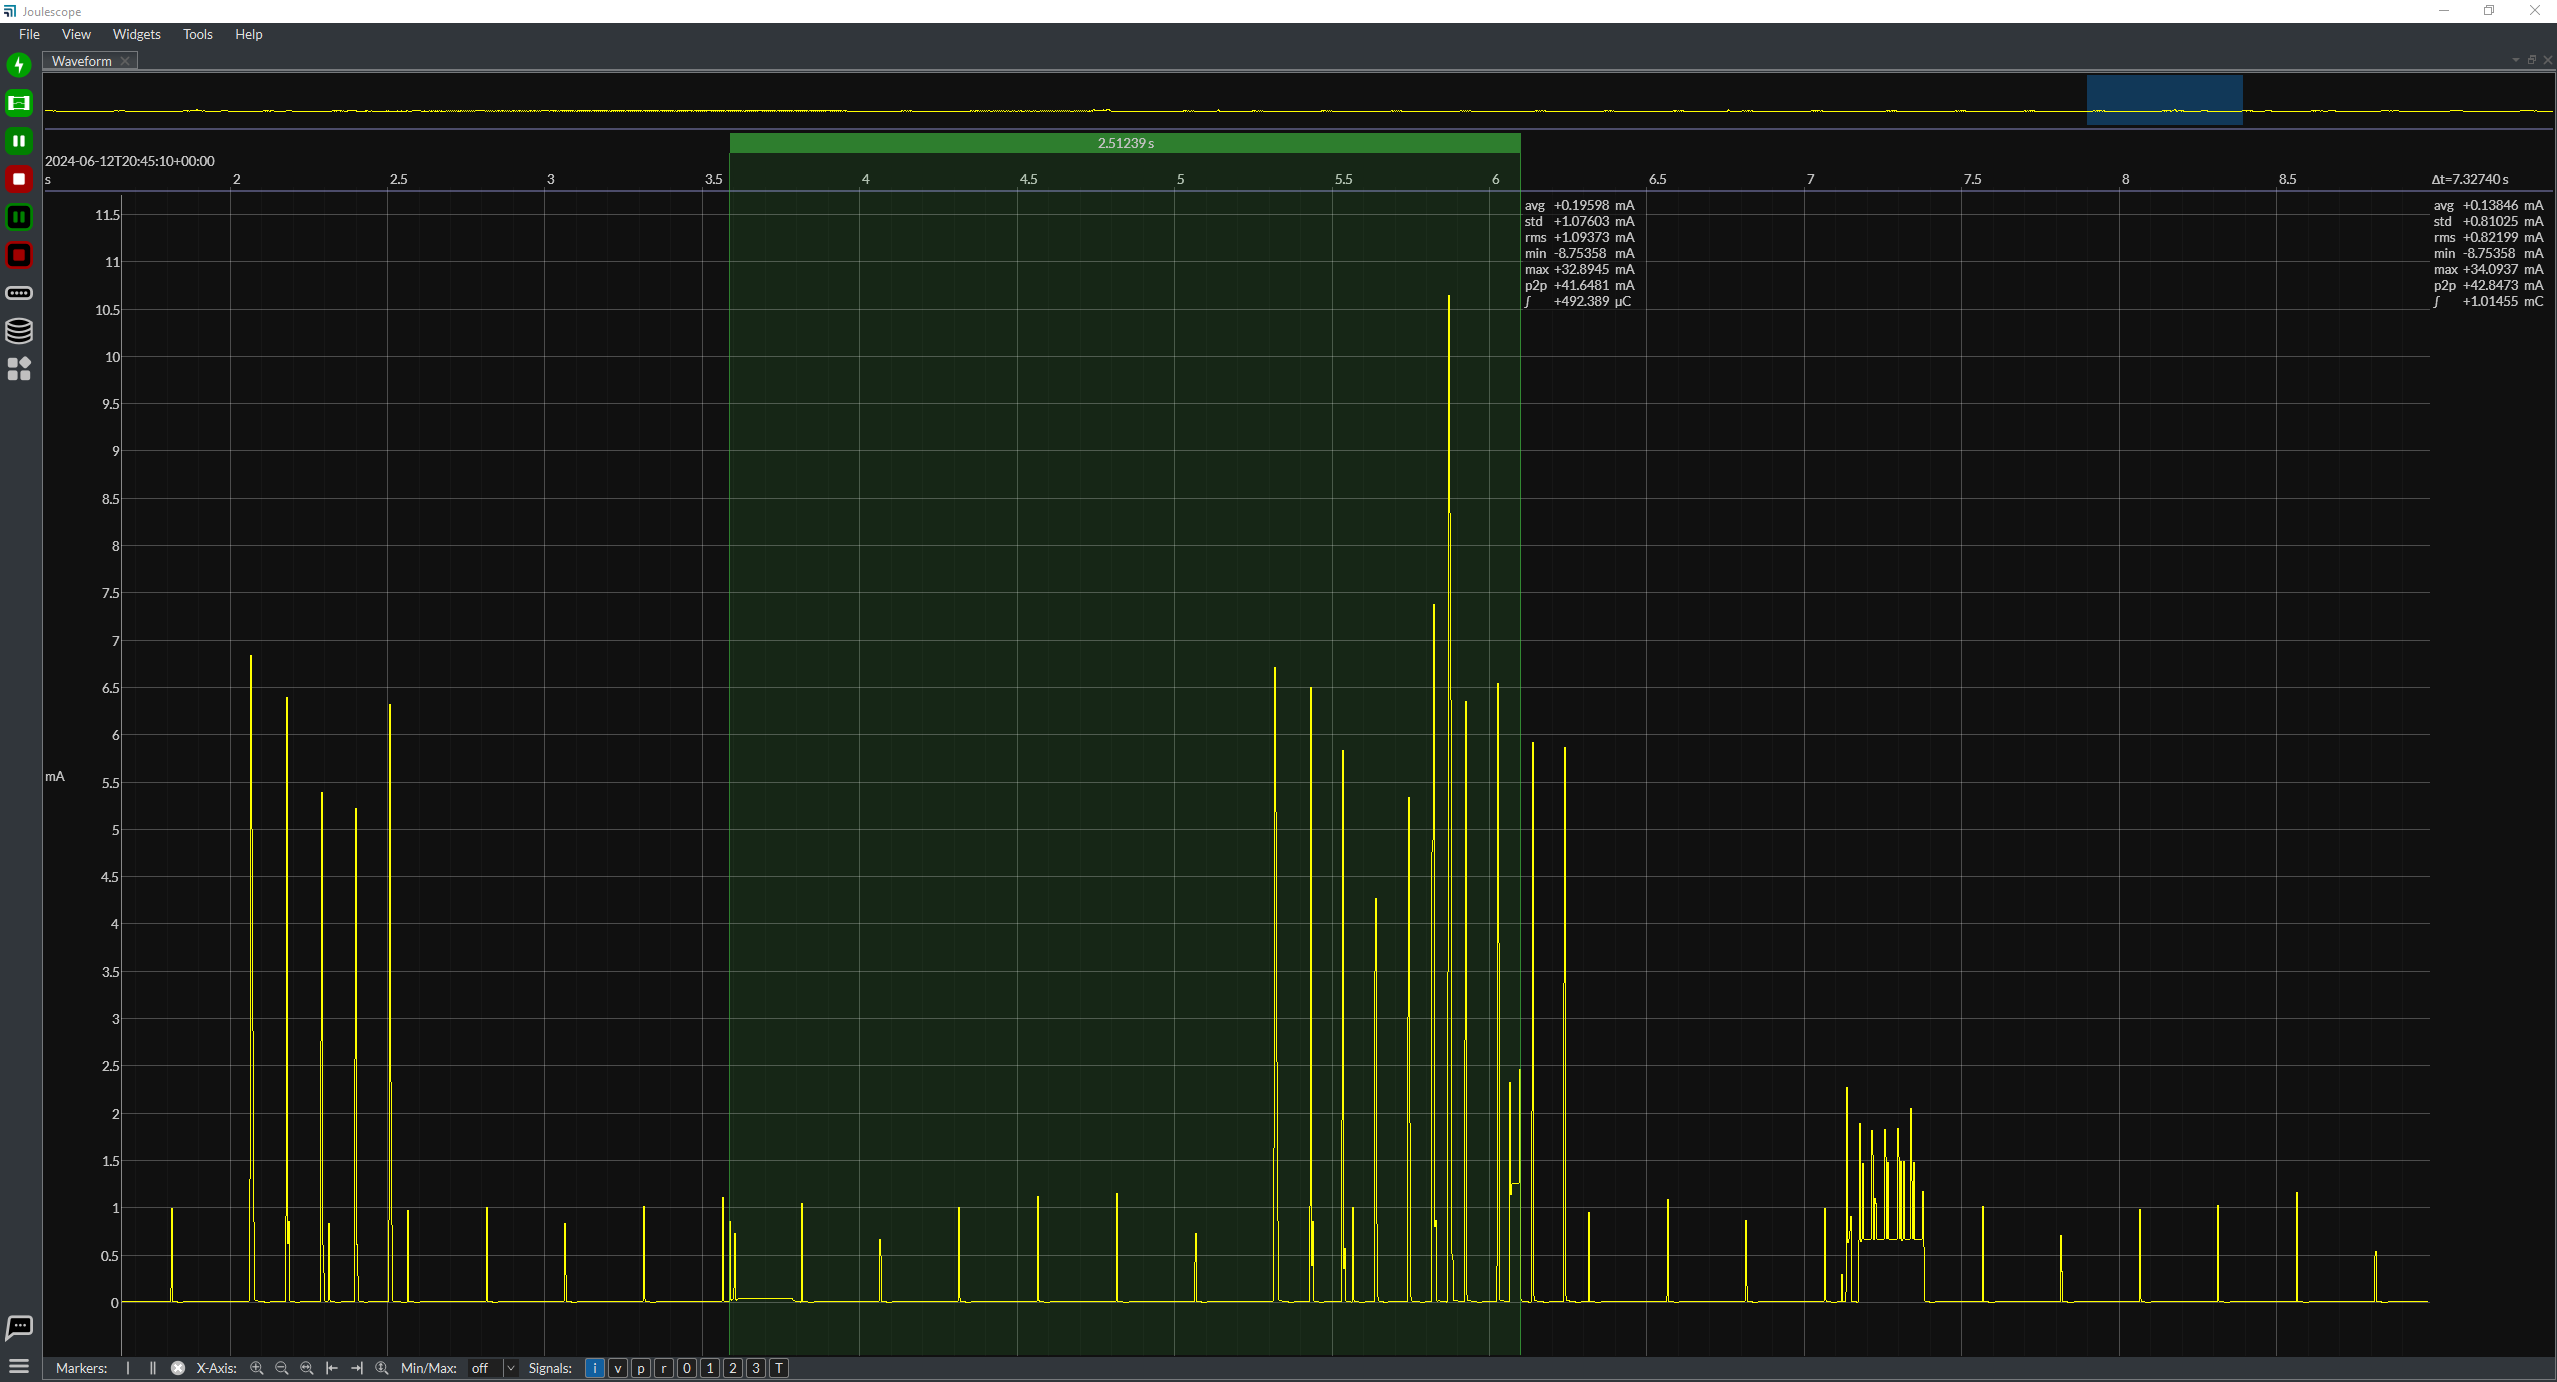 Joulescope
File View Widgets Tools Help
Waveform
2.51239 s
2024-06-12T20:45:10+00:00
s 2 2.5 3 3.5 4 4.5 5 5.5 6 6.5 7 7.5 8 8.5 Δt=7.32740 s
avg +0.19598 mA
std +1.07603 mA
rms +1.09373 mA
min -8.75358 mA
max +32.8945 mA
p2p +41.6481 mA
∫ +492.389 µC
avg +0.13846 mA
std +0.81025 mA
rms +0.82199 mA
min -8.75358 mA
max +34.0937 mA
p2p +42.8473 mA
∫ +1.01455 mC
11.5
11
10.5
10
9.5
9
8.5
8
7.5
7
6.5
6
mA
5.5
5
4.5
4
3.5
3
2.5
2
1.5
1
0.5
0
Markers: X-Axis: Min/Max: off Signals: i v p r 0 1 2 3 T